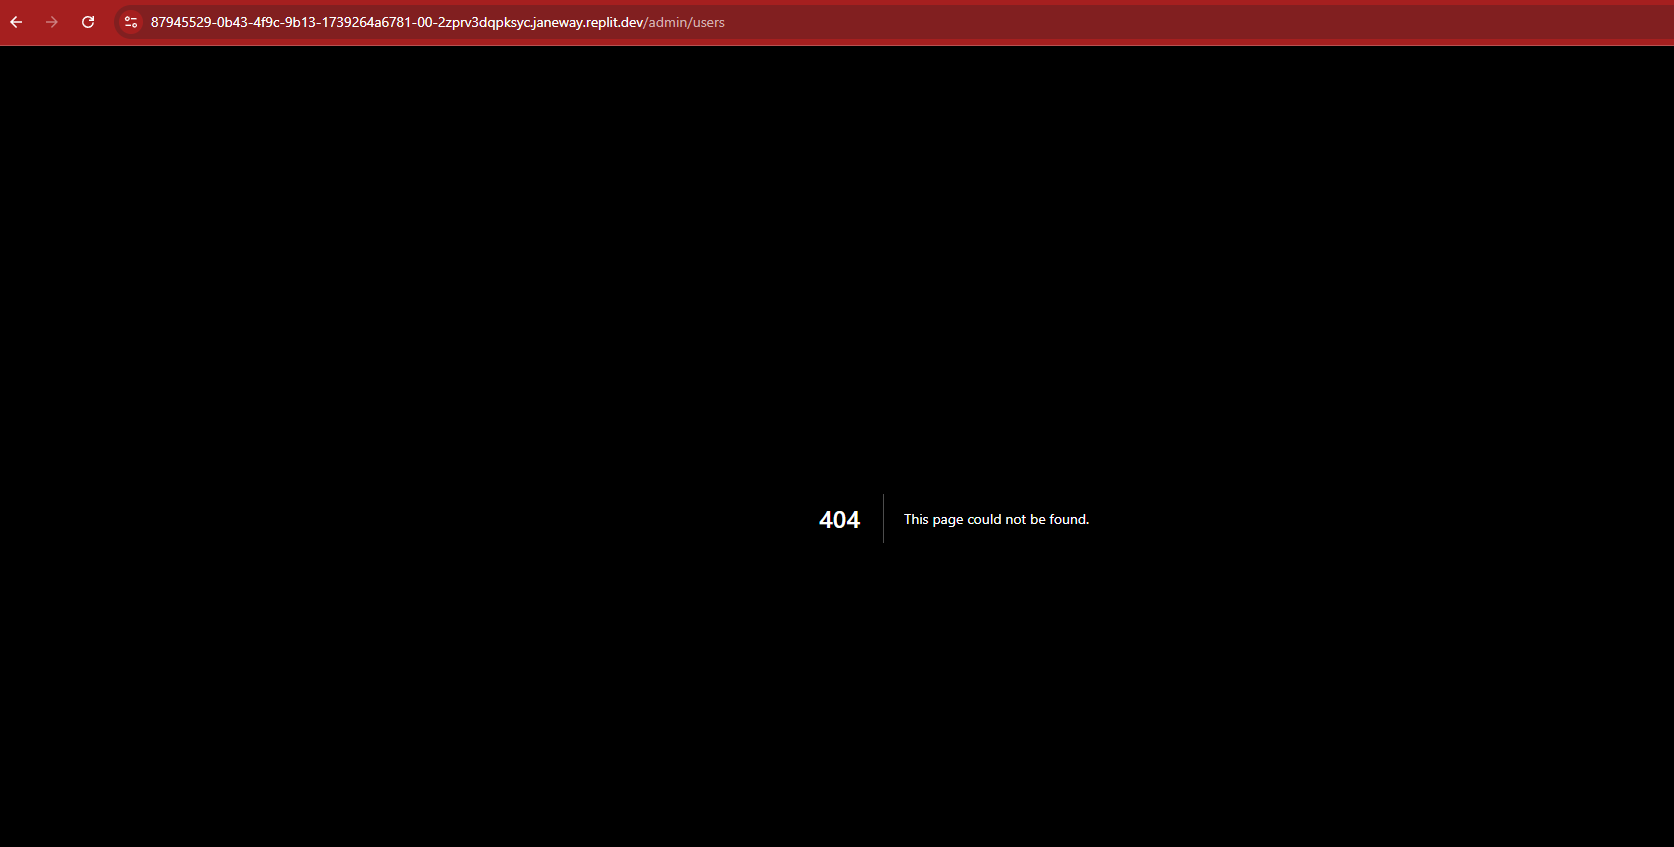 87945529-0b43-4f9c-9b13-1739264a6781-00-2zprv3dqpksyc.janeway.replit.dev/admin/users
404
This page could not be found.